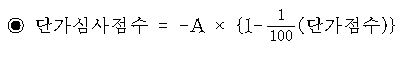 ◉ 단가심사점수 = -A × {1-1/100(단가점수)}